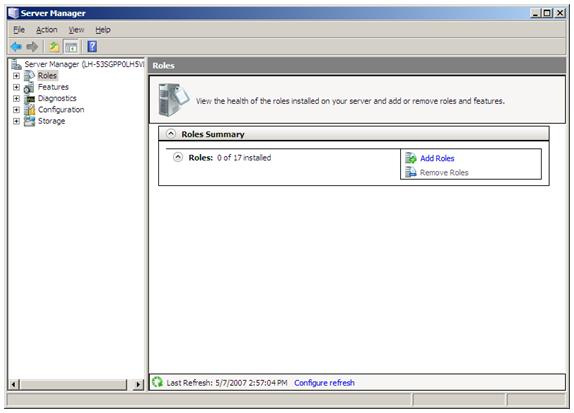 Server Manager
File Action View Help
Server Manager (LH-53SGPP0LH5VI
Roles
Features
Diagnostics
Configuration
Storage
Roles
View the health of the roles installed on your server and add or remove roles and features.
Roles Summary
Roles: 0 of 17 installed
Add Roles
Remove Roles
Last Refresh: 5/7/2007 2:57:04 PM Configure refresh